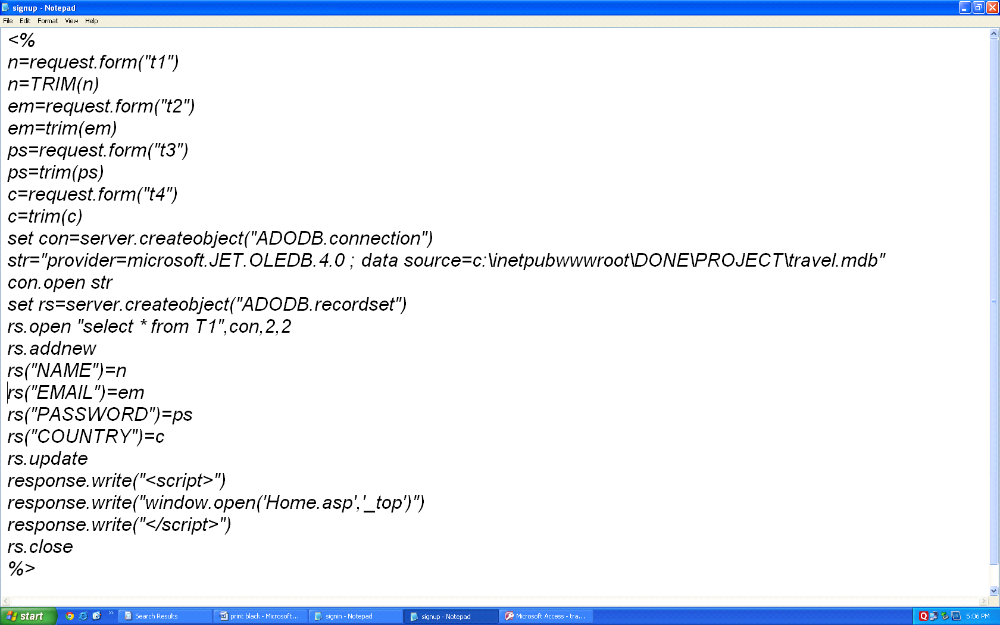 signup - Notepad
File Edit Format View Help
<%
n=request.form("t1")
n=TRIM(n)
em=request.form("t2")
em=trim(em)
ps=request.form("t3")
ps=trim(ps)
c=request.form("t4")
c=trim(c)
set con=server.createobject("ADODB.connection")
str="provider=microsoft.JET.OLEDB.4.0 ; data source=c:\inetpubwwwroot\DONE\PROJECT\travel.mdb"
con.open str
set rs=server.createobject("ADODB.recordset")
rs.open "select * from T1",con,2,2
rs.addnew
rs("NAME")=n
rs("EMAIL")=em
rs("PASSWORD")=ps
rs("COUNTRY")=c
rs.update
response.write("<script>")
response.write("window.open('Home.asp','_top')")
response.write("</script>")
rs.close
%>
start » Search Results print black - Microsoft... signin - Notepad signup - Notepad Microsoft Access - tra... Q 5:06 PM